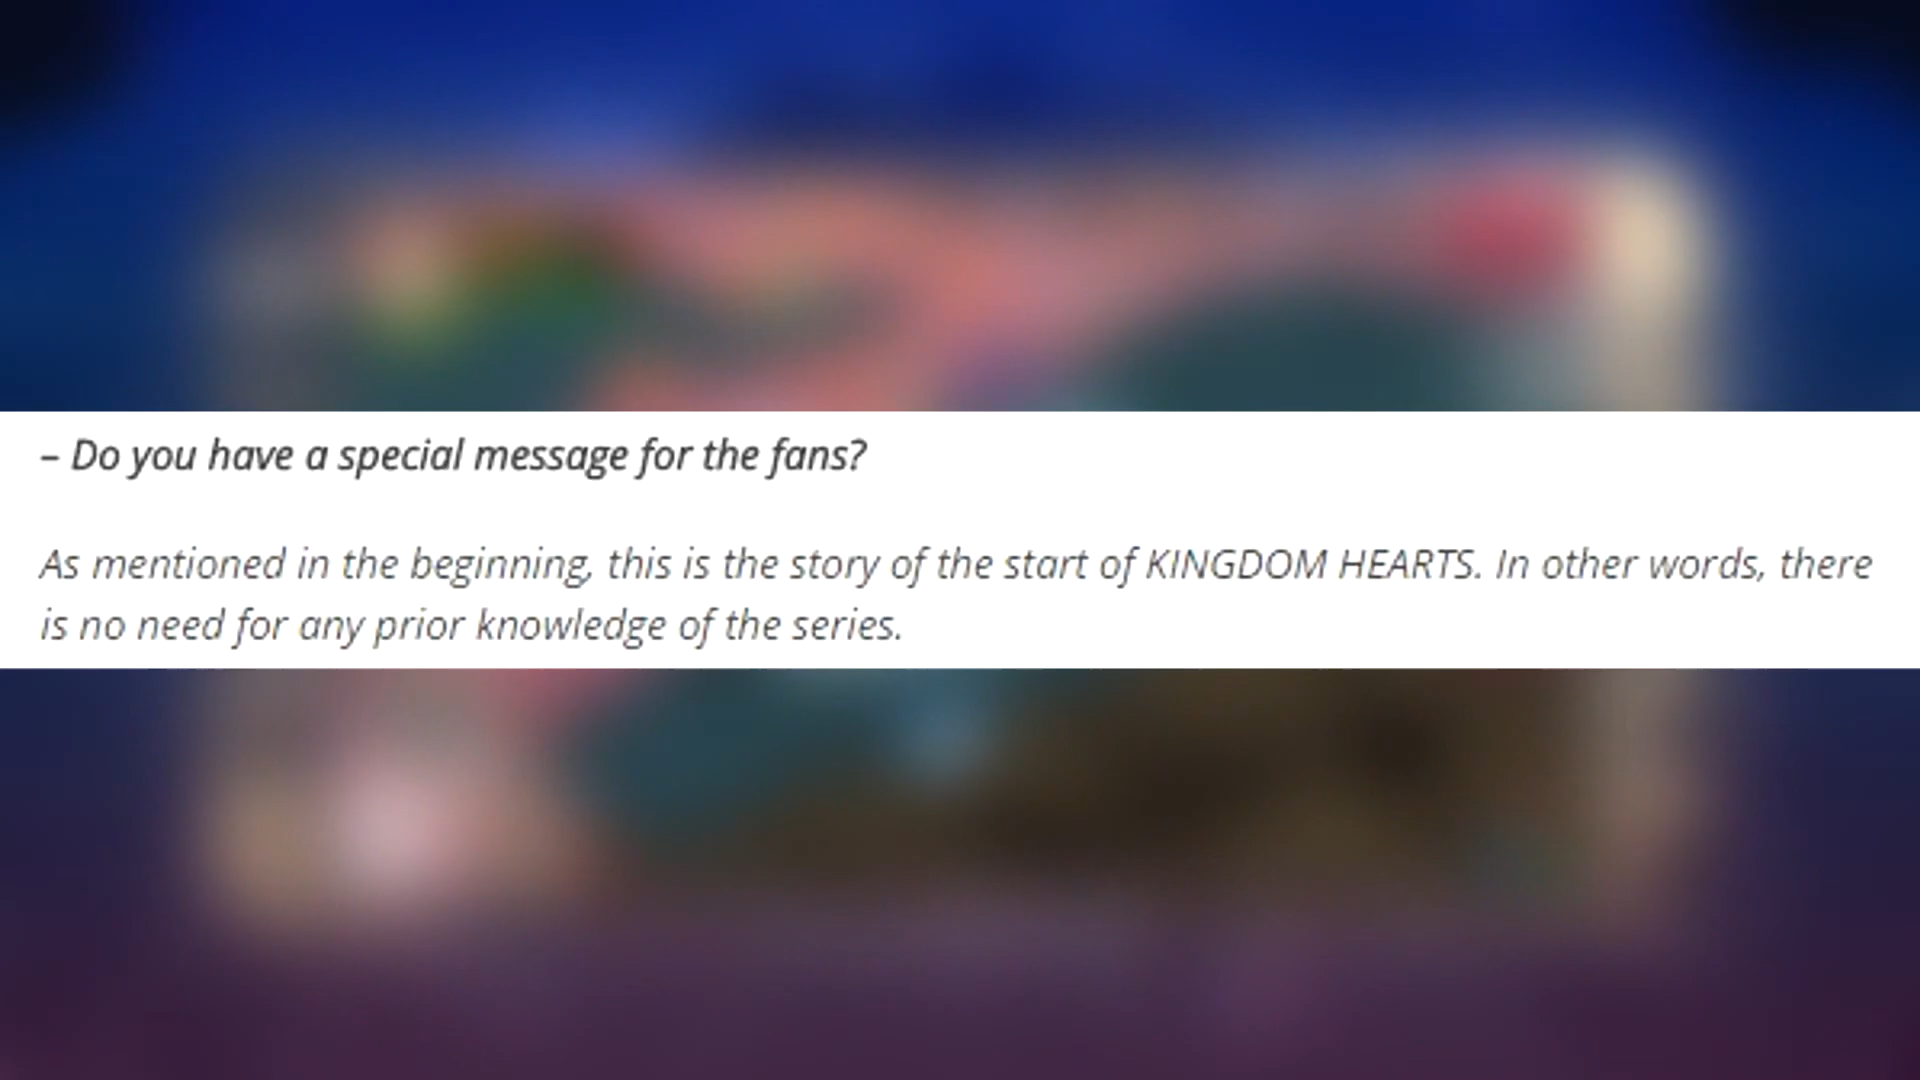 – Do you have a special message for the fans?
As mentioned in the beginning, this is the story of the start of KINGDOM HEARTS. In other words, there
is no need for any prior knowledge of the series.